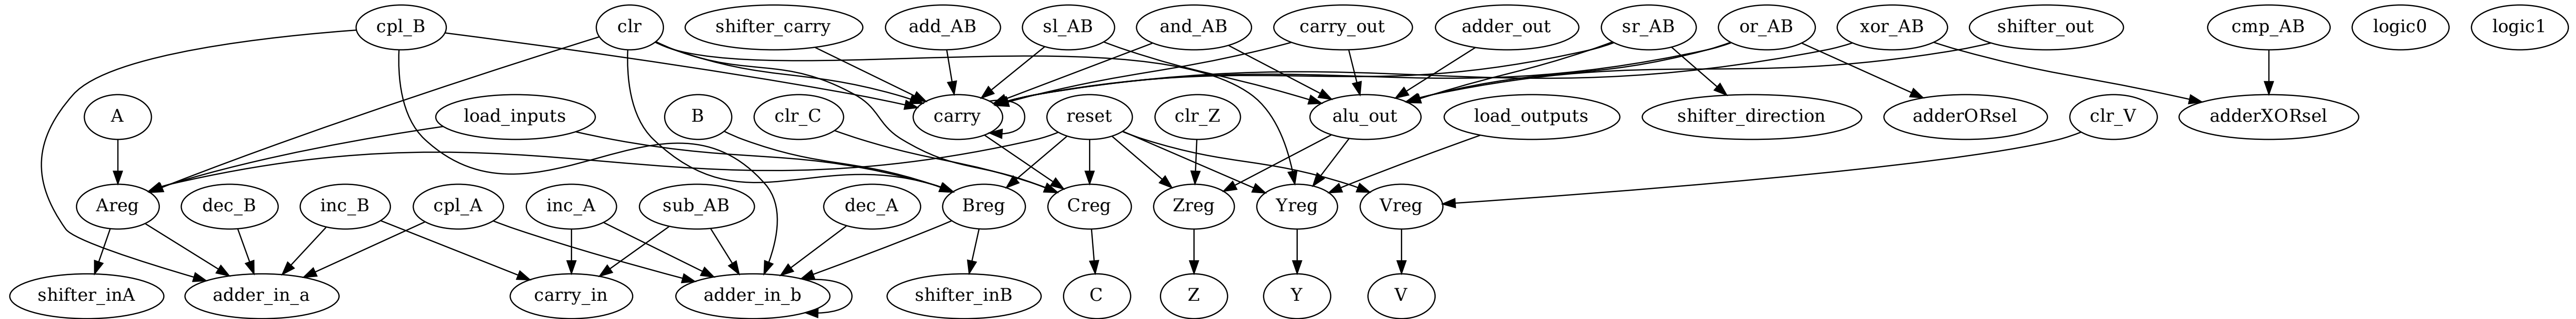 cpl_B
clr
shifter_carry
add_AB
sl_AB
and_AB
carry_out
adder_out
sr_AB
or_AB
xor_AB
shifter_out
cmp_AB
logic0
logic1
A
load_inputs
B
clr_C
carry
reset
clr_Z
alu_out
load_outputs
shifter_direction
adderORsel
clr_V
adderXORsel
Areg
dec_B
inc_B
cpl_A
inc_A
sub_AB
dec_A
Breg
Creg
Zreg
Yreg
Vreg
shifter_inA
adder_in_a
carry_in
adder_in_b
shifter_inB
C
Z
Y
V